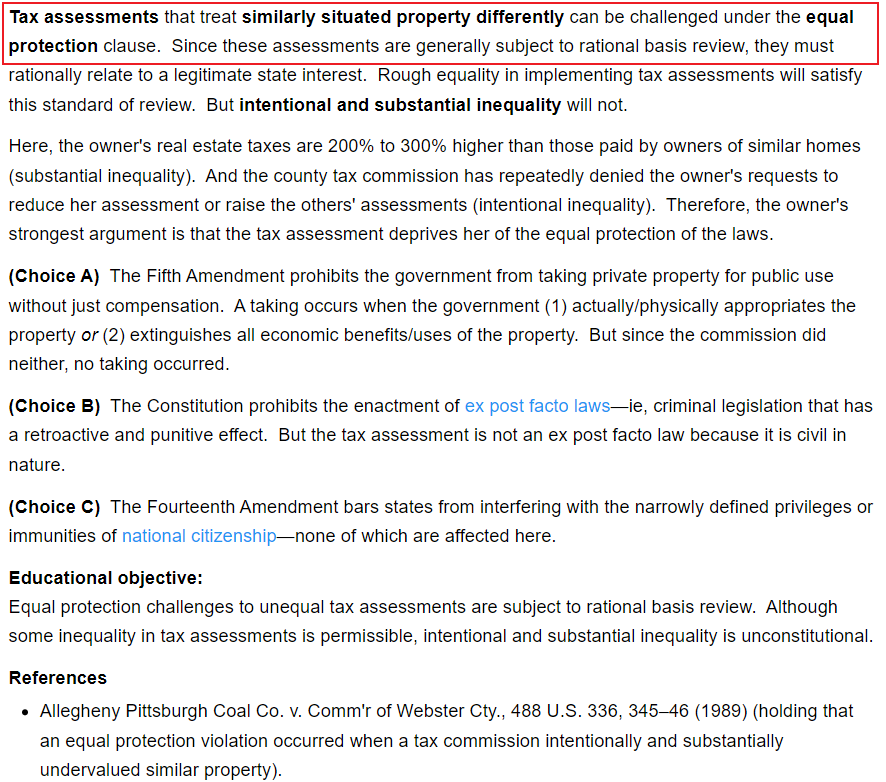 Tax assessments that treat similarly situated property differently can be challenged under the equal
protection clause.  Since these assessments are generally subject to rational basis review, they must
rationally relate to a legitimate state interest.  Rough equality in implementing tax assessments will satisfy
this standard of review.  But intentional and substantial inequality will not.
Here, the owner's real estate taxes are 200% to 300% higher than those paid by owners of similar homes
(substantial inequality).  And the county tax commission has repeatedly denied the owner's requests to
reduce her assessment or raise the others' assessments (intentional inequality).  Therefore, the owner's
strongest argument is that the tax assessment deprives her of the equal protection of the laws.
(Choice A)  The Fifth Amendment prohibits the government from taking private property for public use
without just compensation.  A taking occurs when the government (1) actually/physically appropriates the
property or (2) extinguishes all economic benefits/uses of the property.  But since the commission did
neither, no taking occurred.
(Choice B)  The Constitution prohibits the enactment of ex post facto laws—ie, criminal legislation that has
a retroactive and punitive effect.  But the tax assessment is not an ex post facto law because it is civil in
nature.
(Choice C)  The Fourteenth Amendment bars states from interfering with the narrowly defined privileges or
immunities of national citizenship—none of which are affected here.
Educational objective:
Equal protection challenges to unequal tax assessments are subject to rational basis review.  Although
some inequality in tax assessments is permissible, intentional and substantial inequality is unconstitutional.
References
• Allegheny Pittsburgh Coal Co. v. Comm'r of Webster Cty., 488 U.S. 336, 345–46 (1989) (holding that
an equal protection violation occurred when a tax commission intentionally and substantially
undervalued similar property).